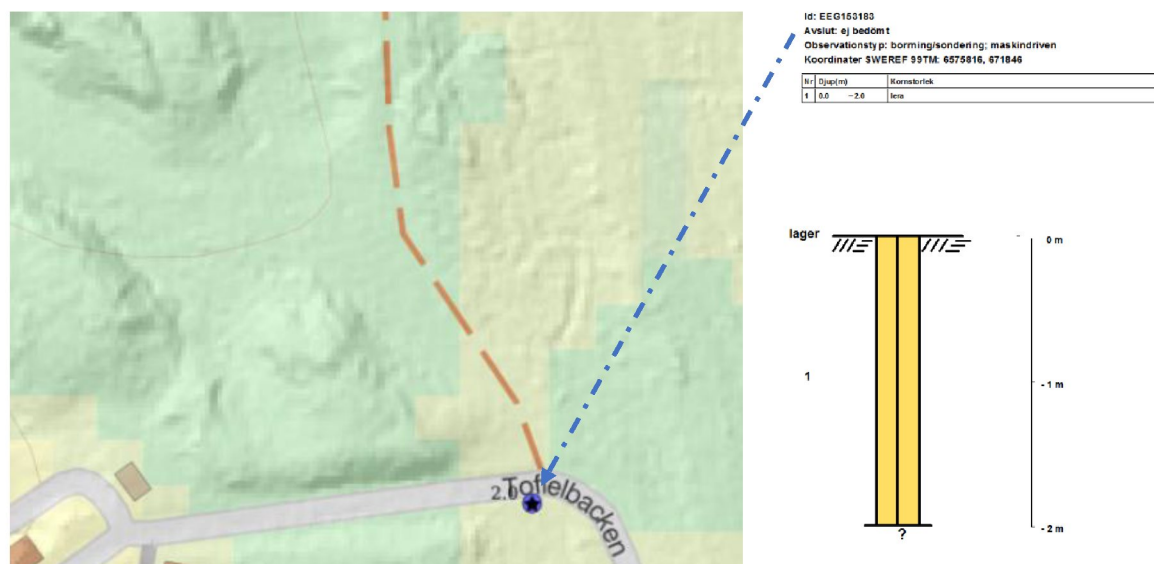 Id: EEG153183
Avslut: ej bedömt
Observationstyp: borrning/sondering; maskindriven
Koordinater SWEREF 99TM: 6575816, 671846
Nr Djup(m) Kornstorlek
1 0.0 –2.0 lera
lager
0 m
1
- 1 m
- 2 m
?
2.0
Toffelbacken